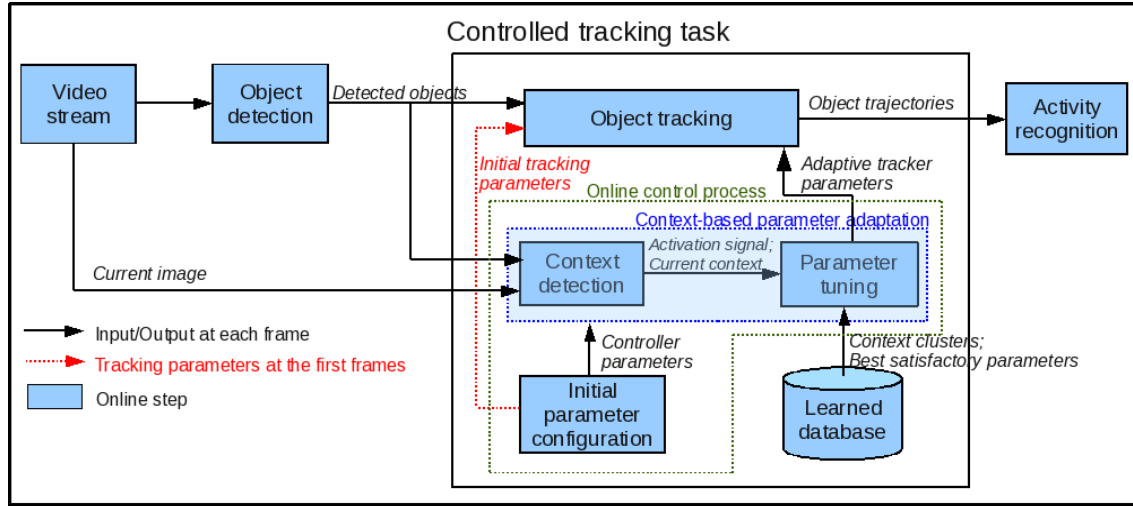 Controlled tracking task
Video
stream
Object
detection
Detected objects
Object tracking
Object trajectories
Activity
recognition
Initial tracking
parameters
Adaptive tracker
parameters
Online control process
Context-based parameter adaptation
Activation signal;
Current context
Context
detection
Parameter
tuning
Current image
Input/Output at each frame
Tracking parameters at the first frames
Online step
Controller
parameters
Context clusters;
Best satisfactory parameters
Initial
parameter
configuration
Learned
database